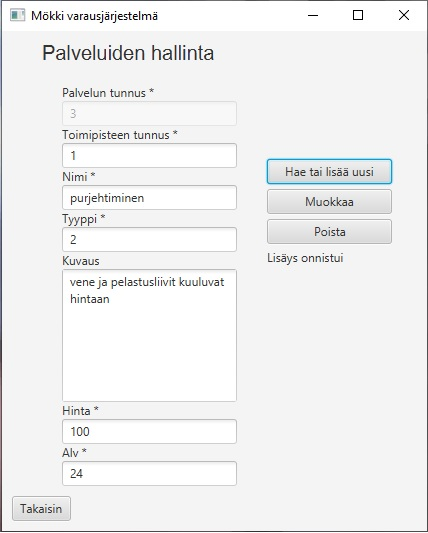 Mökki varausjärjestelmä
Palveluiden hallinta
Palvelun tunnus *
3
Toimipisteen tunnus *
1
Nimi *
purjehtiminen
Tyyppi *
2
Kuvaus
vene ja pelastusliivit kuuluvat
hintaan
Hinta *
100
Alv *
24
Hae tai lisää uusi
Muokkaa
Poista
Lisäys onnistui
Takaisin